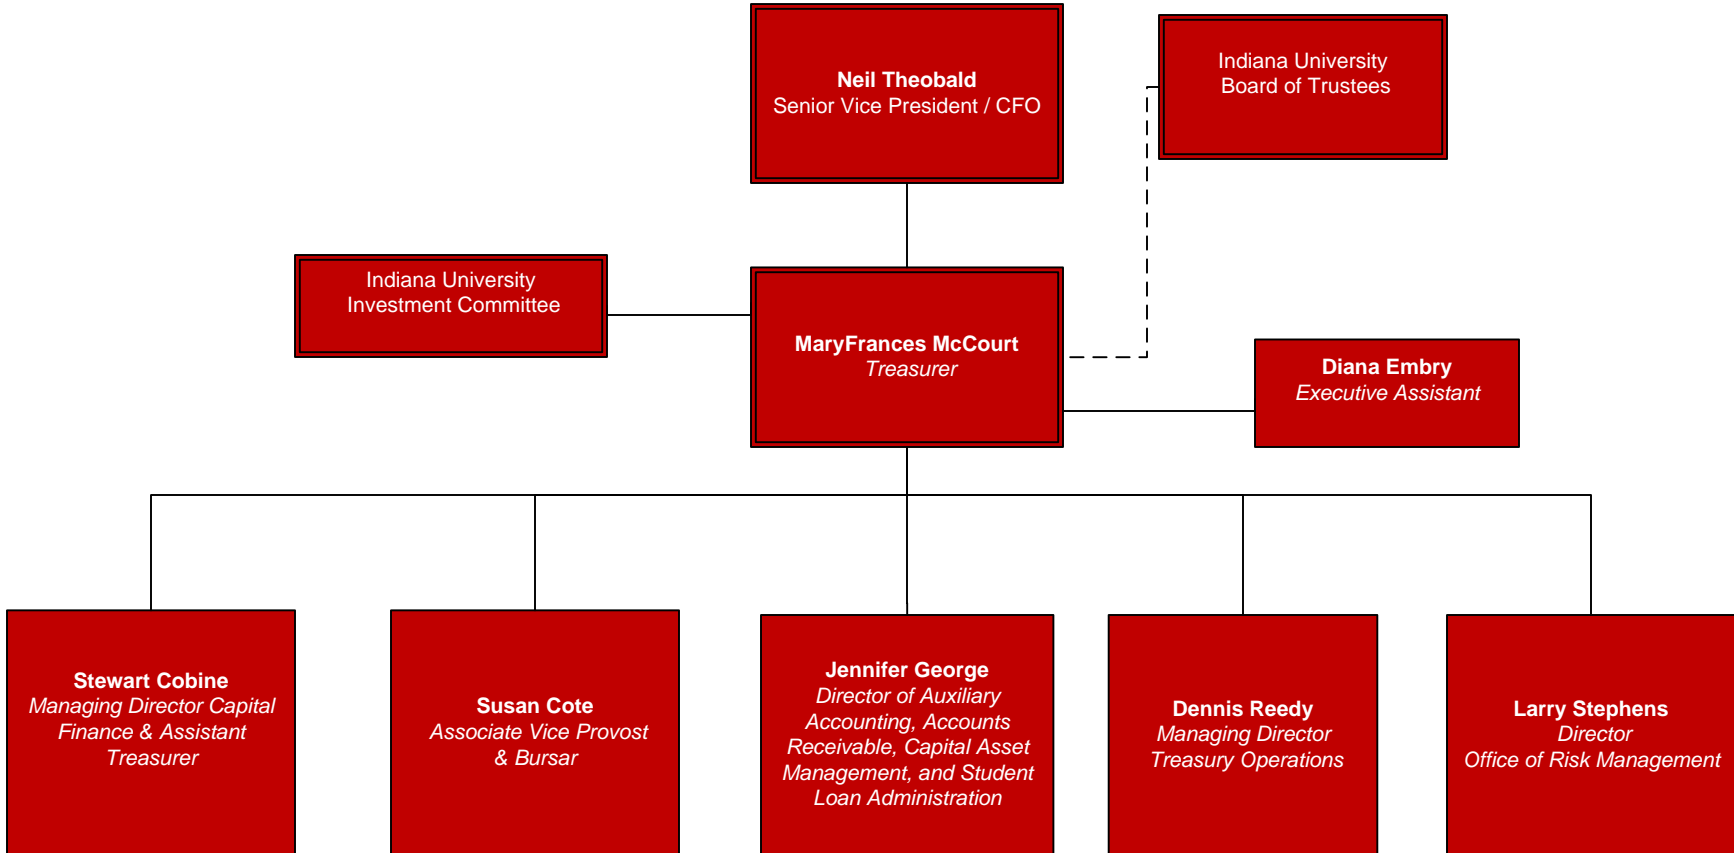 Neil Theobald
Senior Vice President / CFO
Indiana University
Board of Trustees
Indiana University
Investment Committee
MaryFrances McCourt
Treasurer
Diana Embry
Executive Assistant
Stewart Cobine
Managing Director Capital
Finance & Assistant
Treasurer
Susan Cote
Associate Vice Provost
& Bursar
Jennifer George
Director of Auxiliary
Accounting, Accounts
Receivable, Capital Asset
Management, and Student
Loan Administration
Dennis Reedy
Managing Director
Treasury Operations
Larry Stephens
Director
Office of Risk Management